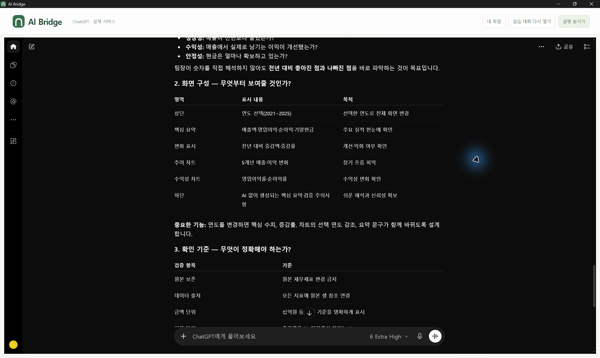 AI Bridge
AI Bridge
ChatGPT · 실제 서비스
내 파일
실습 대화 다시 열기
설명 숨기기
공유
• 수익성: 매출에서 실제로 남기는 이익이 개선됐는가?
• 안정성: 현금은 얼마나 확보하고 있는가?
팀장이 숫자를 직접 해석하지 않아도 전년 대비 좋아진 점과 나빠진 점을 바로 파악하는 것이 목표입니다.
2. 화면 구성 — 무엇부터 보여줄 것인가?
영역 표시 내용 목적
상단 연도 선택(2021~2025) 선택한 연도로 전체 화면 변경
핵심 요약 매출액·영업이익·순이익·기말현금 주요 실적 한눈에 확인
변화 표시 전년 대비 증감액·증감률 개선·악화 여부 확인
추이 차트 5개년 매출·이익 변화 장기 흐름 파악
수익성 차트 영업이익률·순이익률 수익성 변화 확인
하단 AI 없이 생성되는 핵심 요약·검증 주의사항 쉬운 해석과 신뢰성 확보
중요한 기능: 연도를 변경하면 핵심 수치, 증감률, 차트의 선택 연도 강조, 요약 문구가 함께 바뀌도록 설계
합니다.
3. 확인 기준 — 무엇이 정확해야 하는가?
검증 항목 기준
원본 보존 원본 재무제표 변경 금지
데이터 출처 모든 지표에 원본 셀 참조 연결
금액 단위 십억원 등 기준을 명확하게 표시
ChatGPT에게 물어보세요
6 Extra High